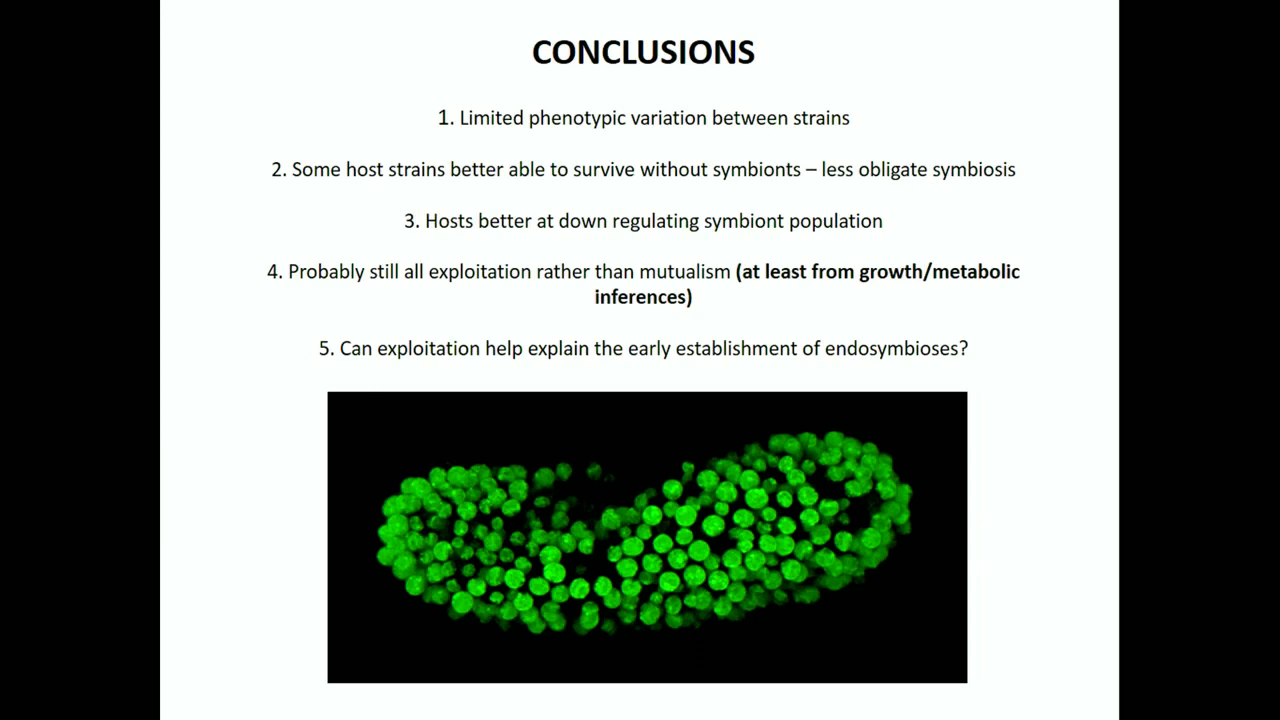 CONCLUSIONS
1. Limited phenotypic variation between strains
2. Some host strains better able to survive without symbionts – less obligate symbiosis
3. Hosts better at down regulating symbiont population
4. Probably still all exploitation rather than mutualism (at least from growth/metabolic
inferences)
5. Can exploitation help explain the early establishment of endosymbioses?